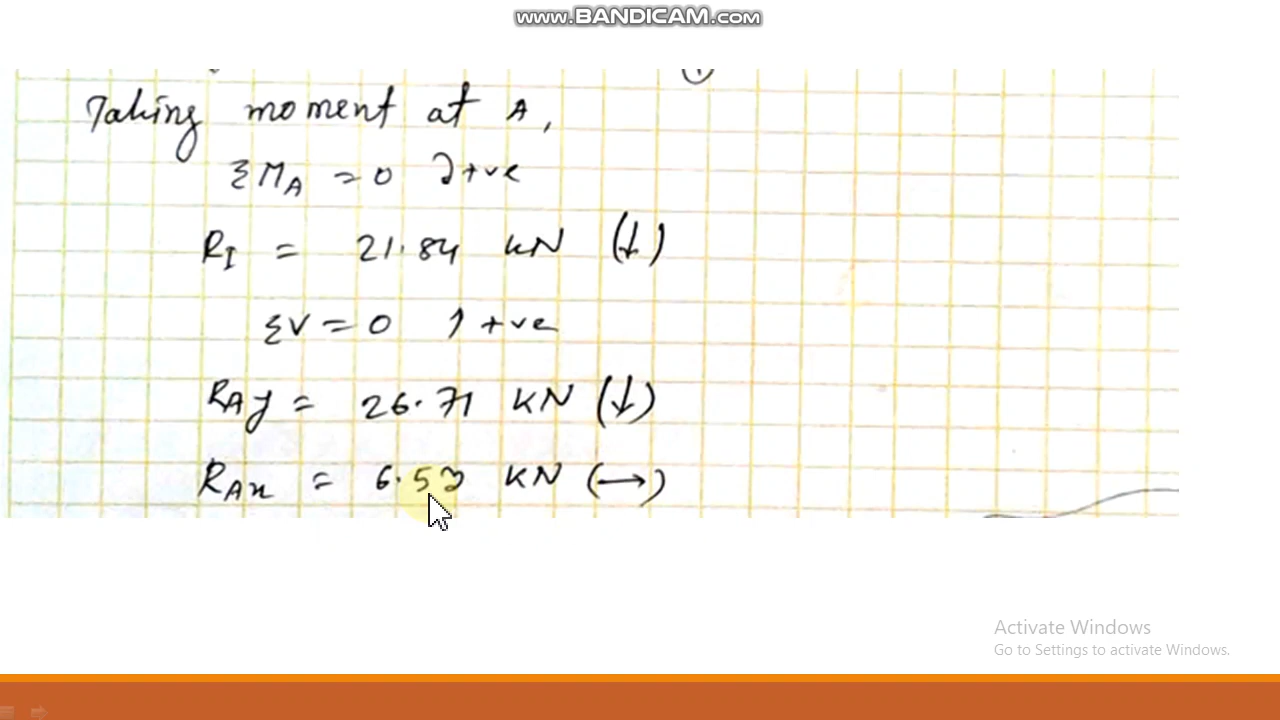 www.BANDICAM.com
Taking moment at A,
ΣMA = 0 ↻+ve
RI = 21.84 KN (↓)
ΣV = 0 ↑ +ve
RAy = 26.71 KN (↓)
RAx = 6.53 KN (→)
Activate Windows
Go to Settings to activate Windows.